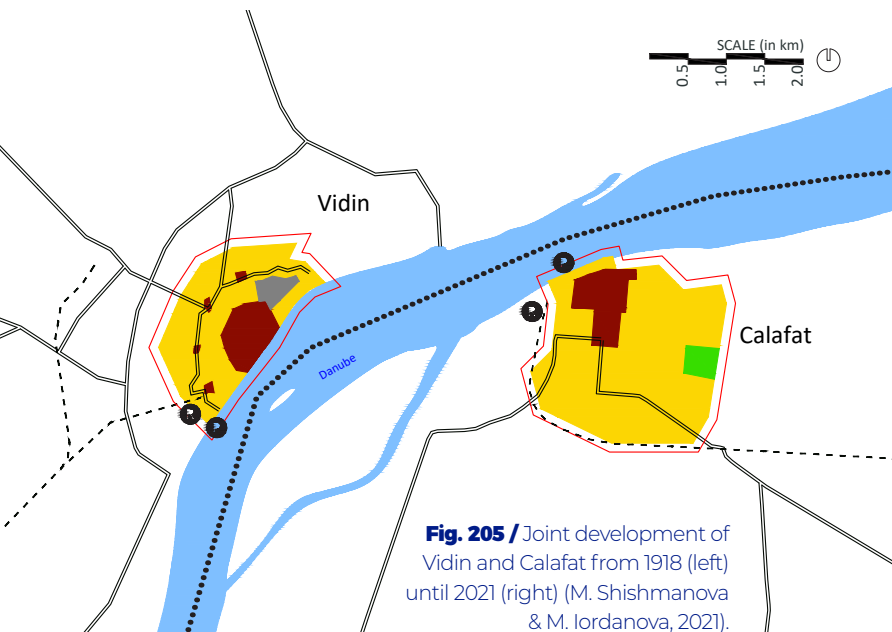 SCALE (in km)
0.5
1.0
1.5
2.0
Vidin
Calafat
Danube
Fig. 205 / Joint development of
Vidin and Calafat from 1918 (left)
until 2021 (right) (M. Shishmanova
& M. Iordanova, 2021).